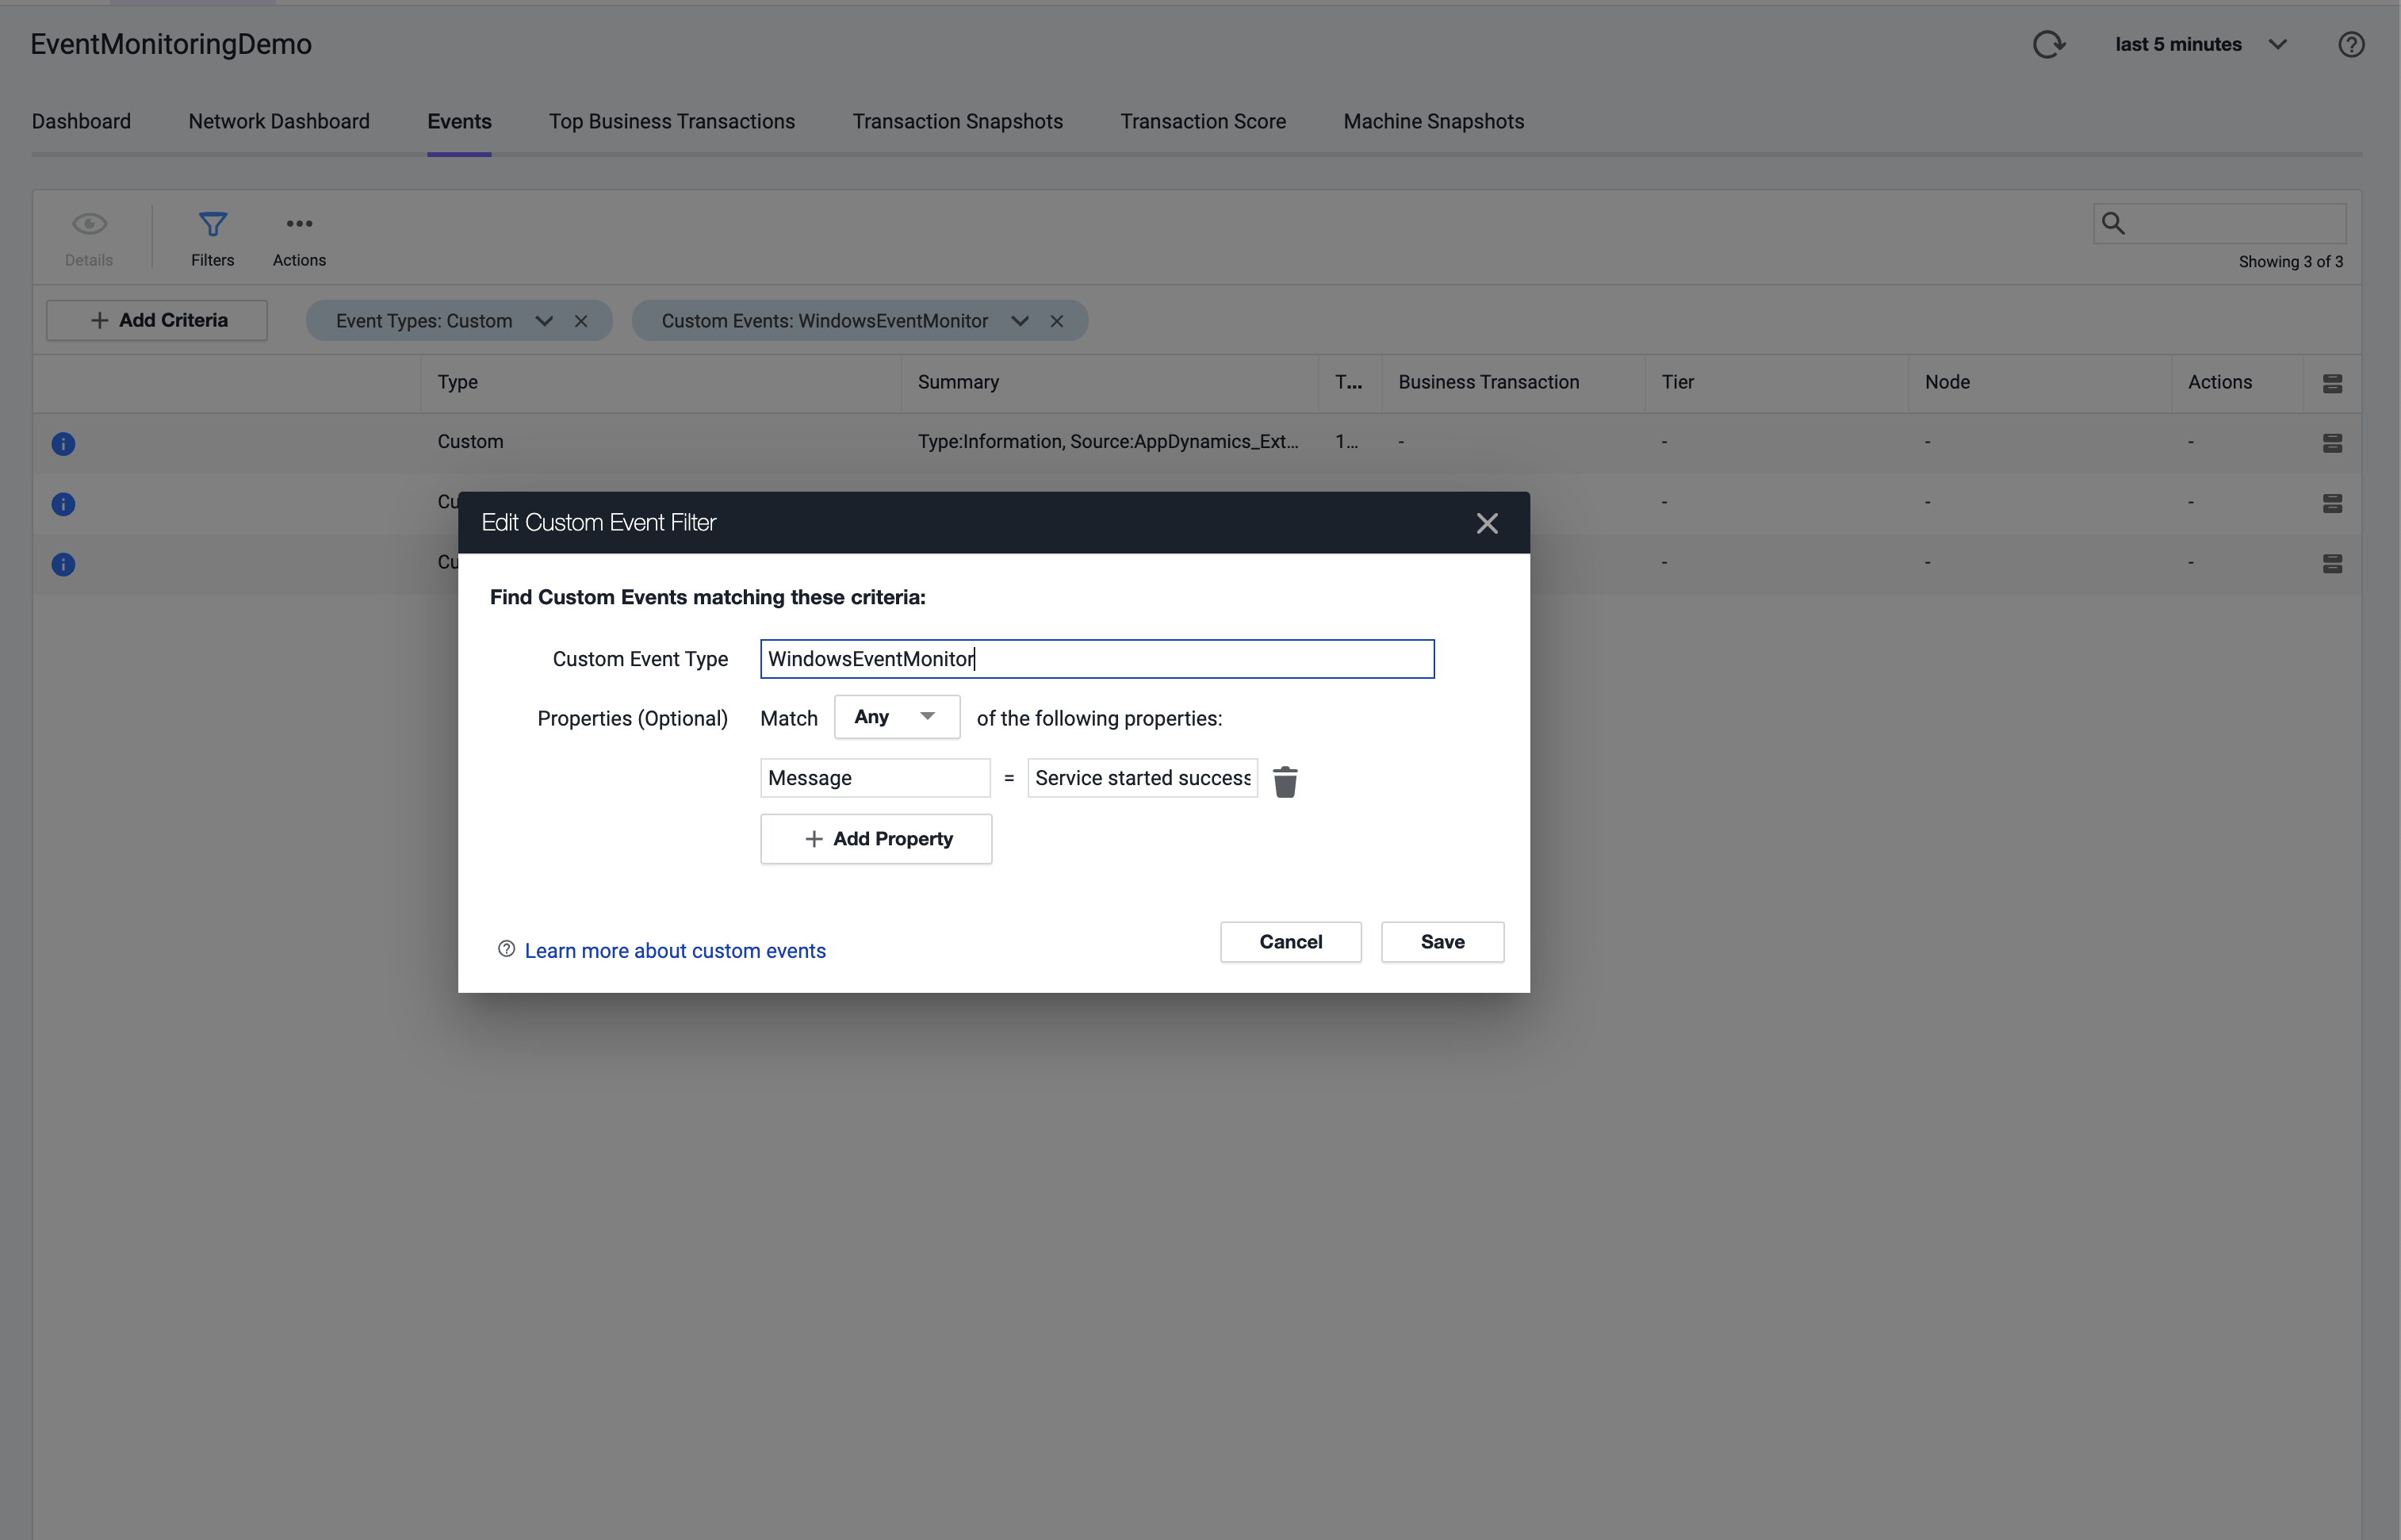 EventMonitoringDemo
last 5 minutes
Dashboard Network Dashboard Events Top Business Transactions Transaction Snapshots Transaction Score Machine Snapshots
Details Filters Actions
Showing 3 of 3
Add Criteria Event Types: Custom Custom Events: WindowsEventMonitor
Type Summary T... Business Transaction Tier Node Actions
Custom Type:Information, Source:AppDynamics_Ext... 1... - - - -
Cu - - -
Cu - - -
Edit Custom Event Filter
Find Custom Events matching these criteria:
Custom Event Type WindowsEventMonitor
Properties (Optional) Match Any of the following properties:
Message = Service started success
Add Property
Learn more about custom events Cancel Save